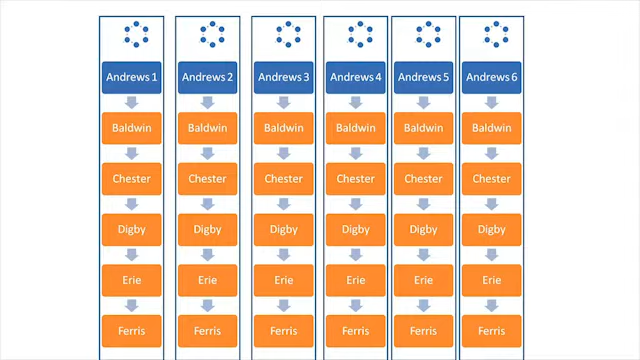 Andrews 1 Andrews 2 Andrews 3 Andrews 4 Andrews 5 Andrews 6
Baldwin Baldwin Baldwin Baldwin Baldwin Baldwin
Chester Chester Chester Chester Chester Chester
Digby Digby Digby Digby Digby Digby
Erie Erie Erie Erie Erie Erie
Ferris Ferris Ferris Ferris Ferris Ferris